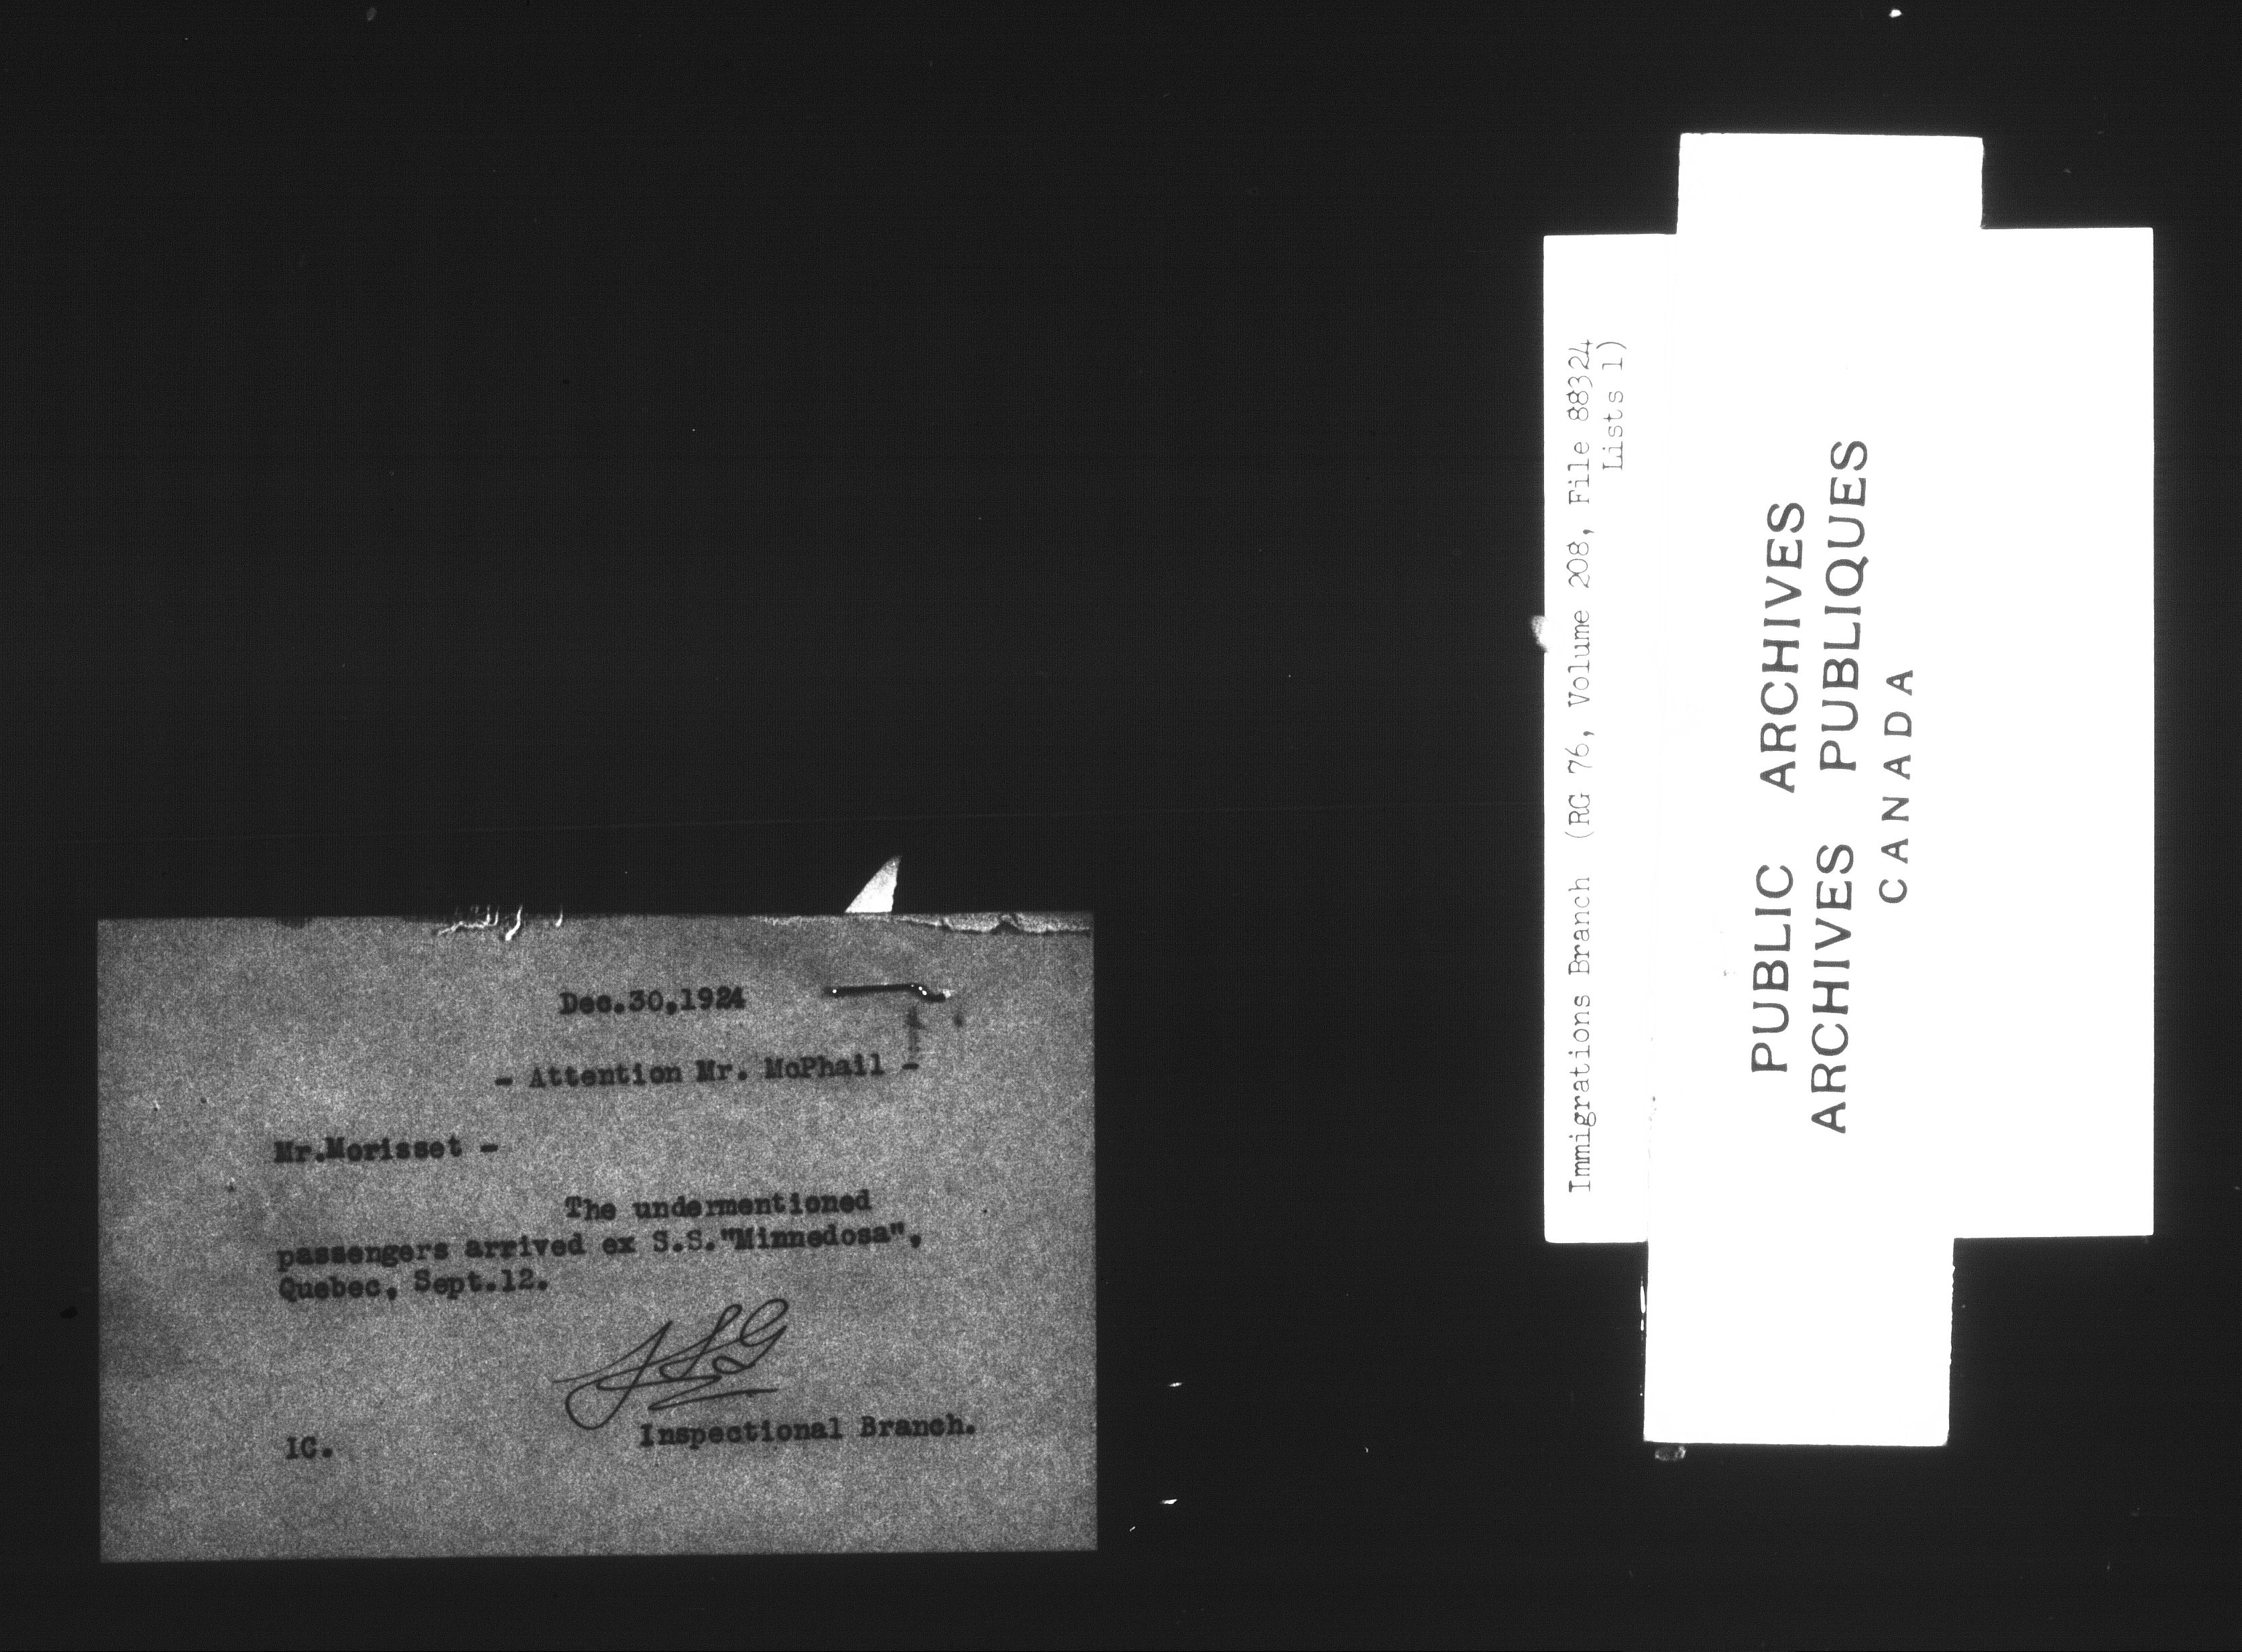 Dec.30,1924
- Attention Mr. McPhail -
Mr.Morisset -
The undermentioned
passengers arrived ex S.S."Minnedosa",
Quebec, Sept.12.
Inspectional Branch.
IC.
Immigrations Branch (RG 76, Volume 208, File 88324
Lists 1)
PUBLIC ARCHIVES
ARCHIVES PUBLIQUES
CANADA